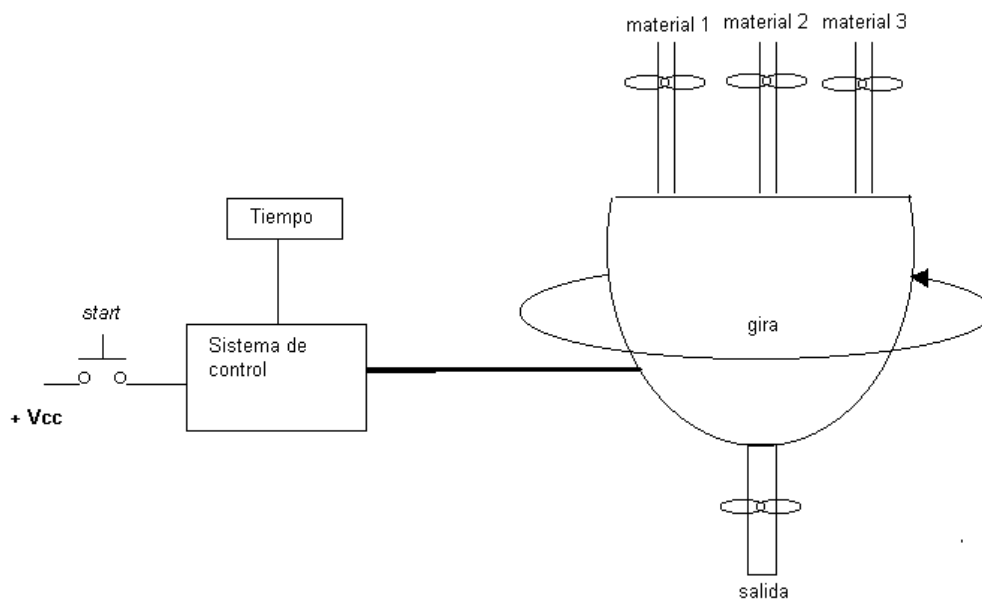 material 1
material 2
material 3
Tiempo
start
Sistema de
control
gira
+ Vcc
salida